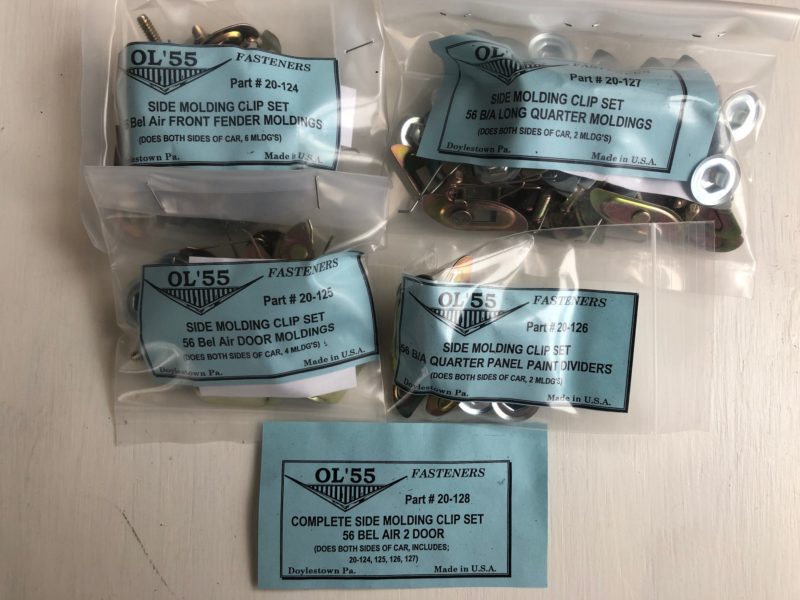 OL'55 FASTENERS
Part # 20-124
SIDE MOLDING CLIP SET
Bel Air FRONT FENDER MOLDINGS
(DOES BOTH SIDES OF CAR, 6 MLDG'S)
Doylestown Pa. Made in U.S.A.
OL'55
Part # 20-127
SIDE MOLDING CLIP SET
56 B/A LONG QUARTER MOLDINGS
(DOES BOTH SIDES OF CAR, 2 MLDG'S)
Doylestown Pa. Made in U.S.A.
OL'55 FASTENERS
Part # 20-125
SIDE MOLDING CLIP SET
56 Bel Air DOOR MOLDINGS
(DOES BOTH SIDES OF CAR, 4 MLDG'S)
Doylestown Pa. Made in U.S.A.
OL'55 FASTENERS
Part # 20-126
SIDE MOLDING CLIP SET
56 B/A QUARTER PANEL PAINT DIVIDERS
(DOES BOTH SIDES OF CAR, 2 MLDG'S)
Doylestown Pa. Made in U.S.A.
OL'55 FASTENERS
Part # 20-128
COMPLETE SIDE MOLDING CLIP SET
56 BEL AIR 2 DOOR
(DOES BOTH SIDES OF CAR, INCLUDES;
20-124, 125, 126, 127)
Doylestown Pa. Made in U.S.A.